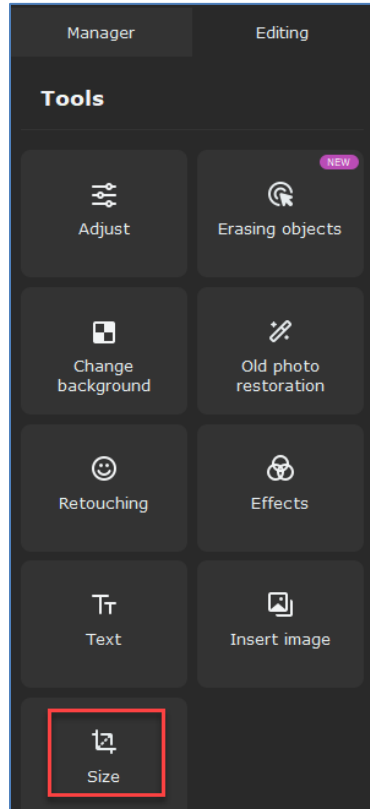 Manager
Editing
Tools
NEW
Adjust
Erasing objects
Change
background
Old photo
restoration
Retouching
Effects
Text
Insert image
Size